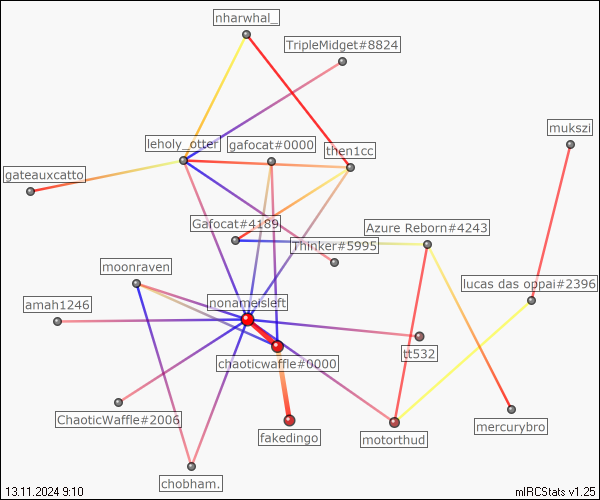 nharwhal_
TripleMidget#8824
mukszi
leholy_otter
gafocat#0000
then1cc
gateauxcatto
Gafocat#4189
Azure Reborn#4243
Thinker#5995
moonraven
lucas das oppai#2396
amah1246
nonameisleft
tt532
chaoticwaffle#0000
ChaoticWaffle#2006
fakedingo
motorthud
mercurybro
chobham.
13.11.2024 9:10
mIRCStats v1.25